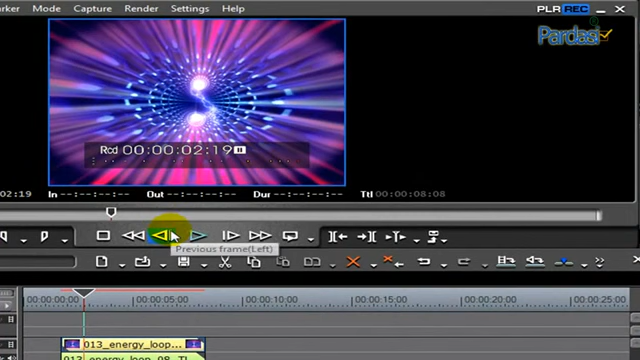 rker Mode Capture Render Settings Help PLR REC
Pardasi
Rcd 00:00:02:19
02:19 In --:--:--:-- Out --:--:--:-- Dur --:--:--:-- Ttl 00:00:08:08
Previous frame(Left)
00:00:00:00 00:00:05:00 00:00:10:00 00:00:15:00 00:00:20:00 00:00:25:00
013_energy_loop...
013_energy_loop_08_TI